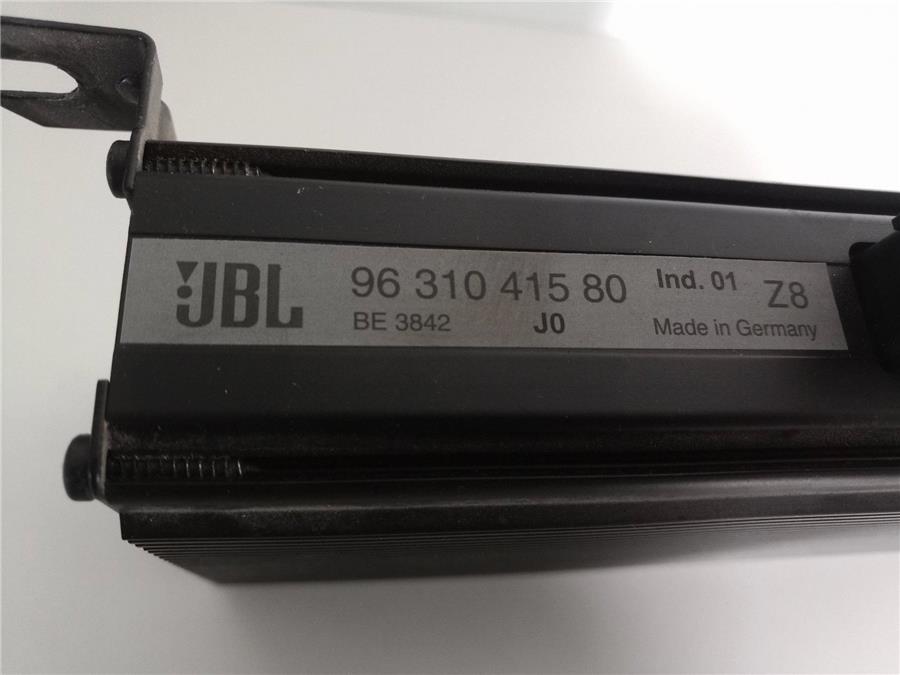 JBL 96 310 415 80 Ind. 01 Z8
BE 3842 J0 Made in Germany